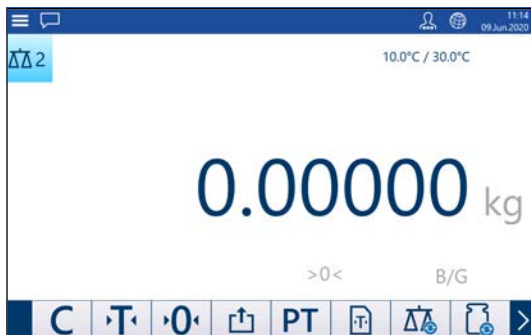 11:14
09.Jun.2020
2
10.0°C / 30.0°C
0.00000 kg
>0< B/G
C T 0 PT T